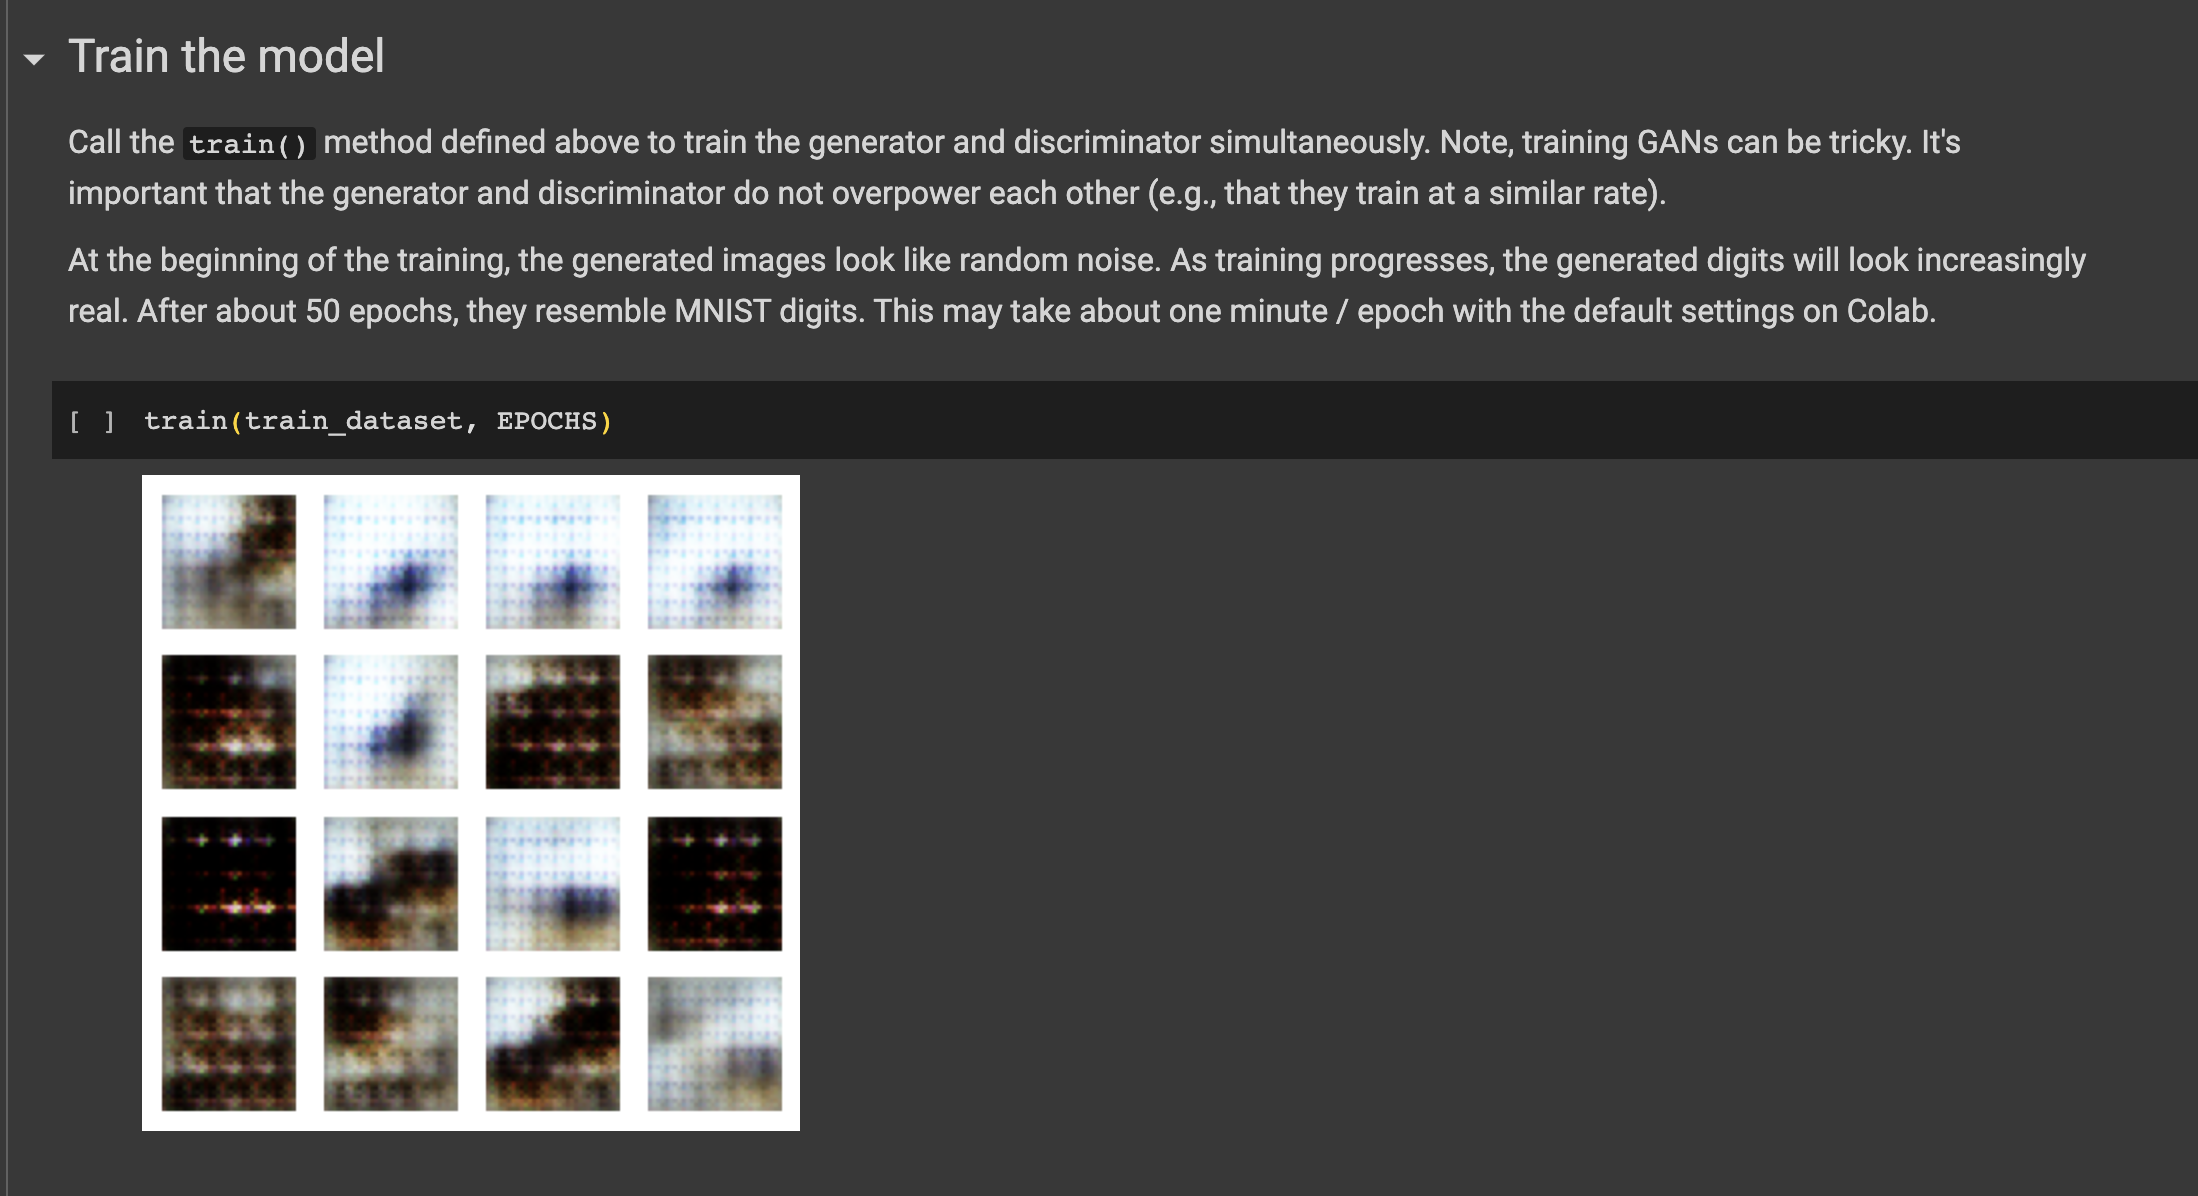 Train the model
Call the train() method defined above to train the generator and discriminator simultaneously. Note, training GANs can be tricky. It's
important that the generator and discriminator do not overpower each other (e.g., that they train at a similar rate).
At the beginning of the training, the generated images look like random noise. As training progresses, the generated digits will look increasingly
real. After about 50 epochs, they resemble MNIST digits. This may take about one minute / epoch with the default settings on Colab.
[ ] train(train_dataset, EPOCHS)